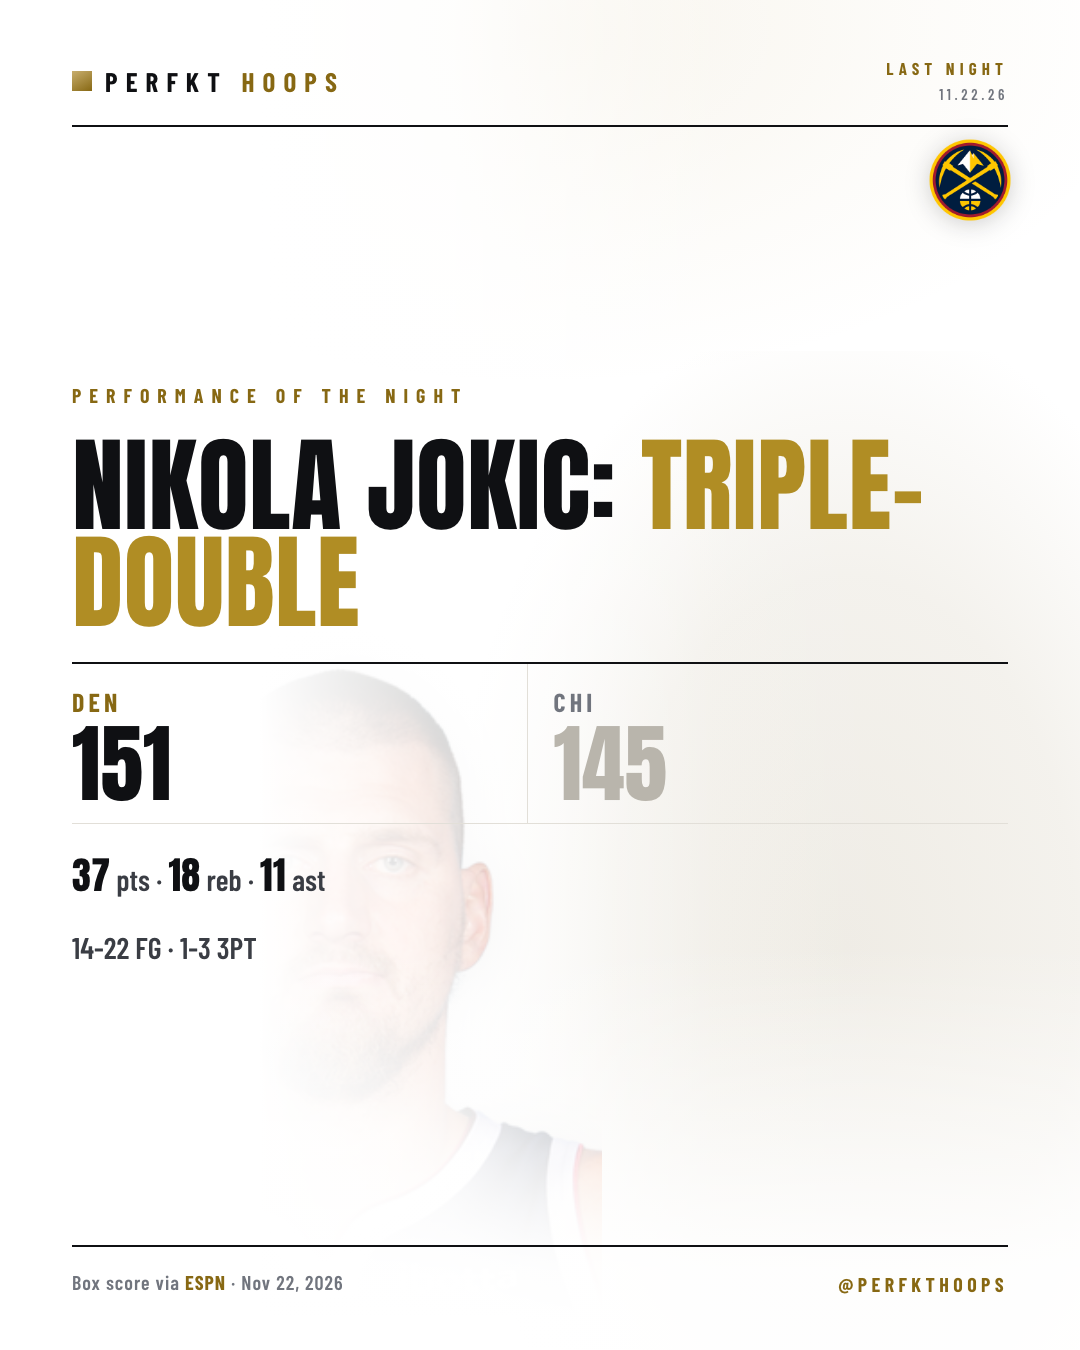 PERFKT HOOPS
LAST NIGHT
11.22.26
PERFORMANCE OF THE NIGHT
NIKOLA JOKIC: TRIPLE-
DOUBLE
DEN
151
CHI
145
37 pts · 18 reb · 11 ast
14-22 FG · 1-3 3PT
Box score via ESPN · Nov 22, 2026
@PERFKTHOOPS